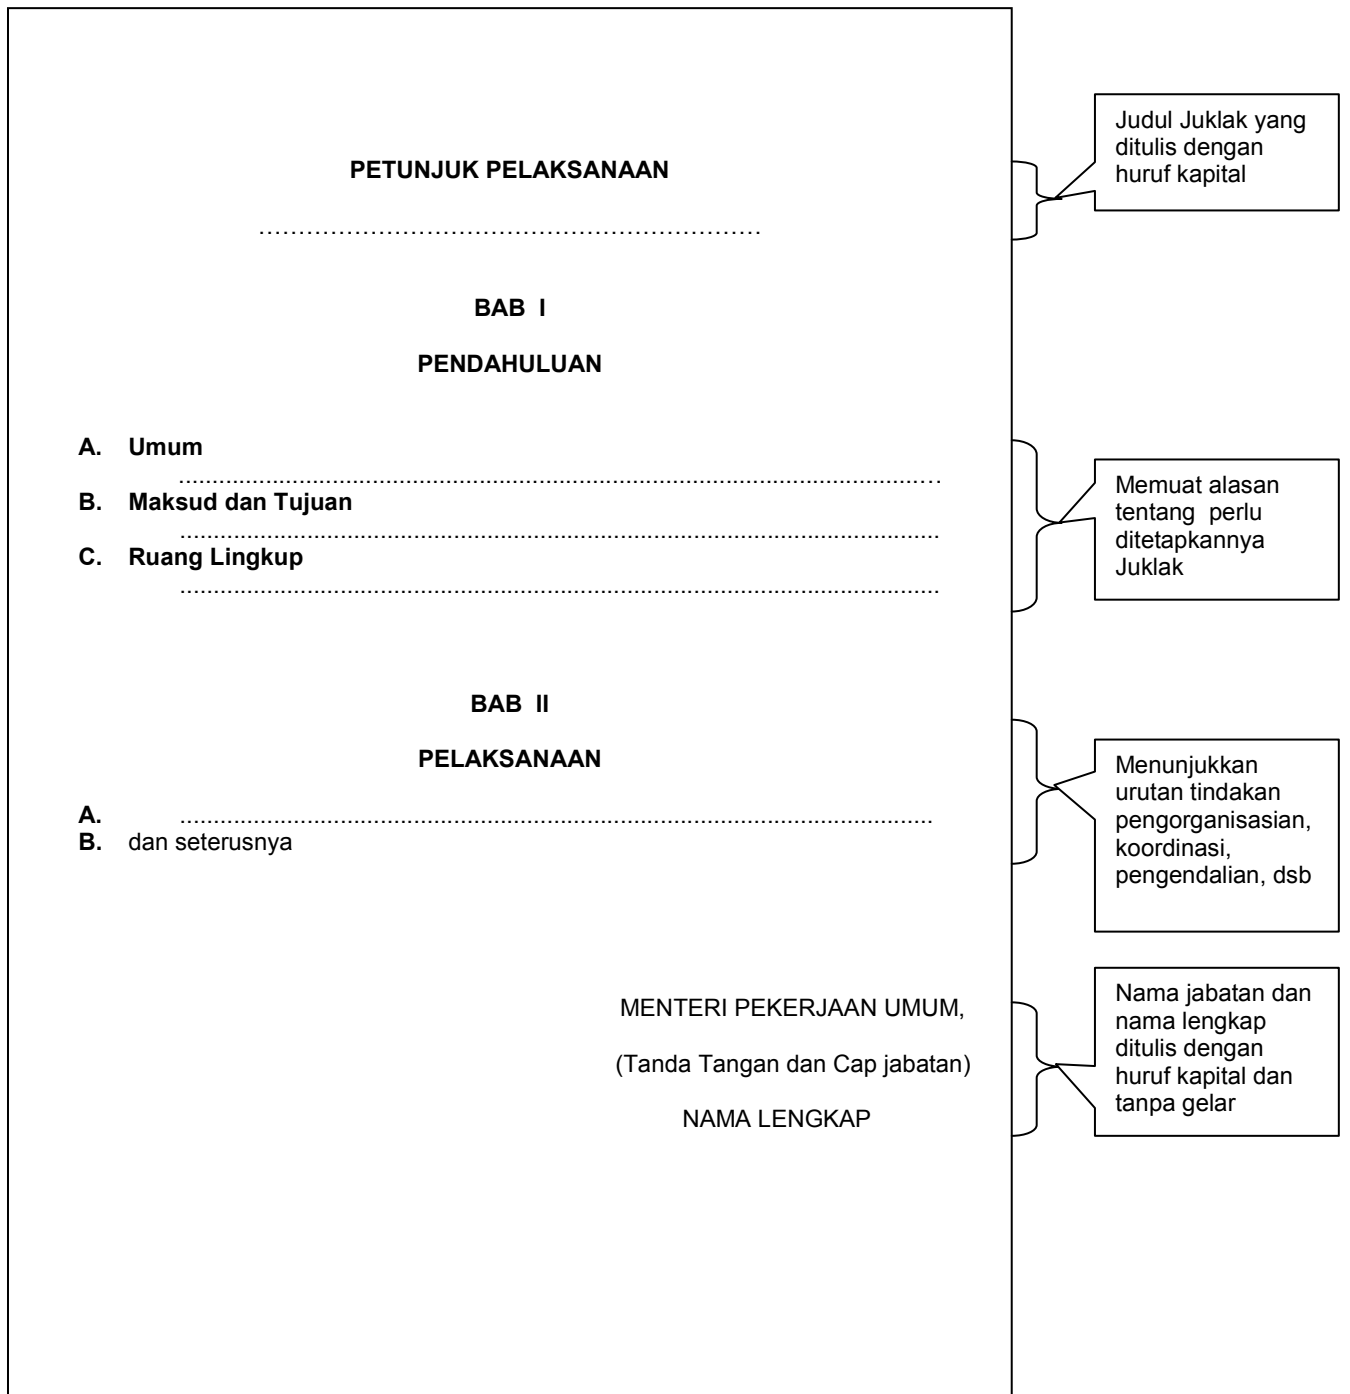 PETUNJUK PELAKSANAAN
...............................................................
BAB I
PENDAHULUAN
A. Umum
..................................................................................................................
B. Maksud dan Tujuan
..................................................................................................................
C. Ruang Lingkup
..................................................................................................................
BAB II
PELAKSANAAN
A. ................................................................................................................
B. dan seterusnya
MENTERI PEKERJAAN UMUM,
(Tanda Tangan dan Cap jabatan)
NAMA LENGKAP
Judul Juklak yang
ditulis dengan
huruf kapital
Memuat alasan
tentang perlu
ditetapkannya
Juklak
Menunjukkan
urutan tindakan
pengorganisasian,
koordinasi,
pengendalian, dsb
Nama jabatan dan
nama lengkap
ditulis dengan
huruf kapital dan
tanpa gelar